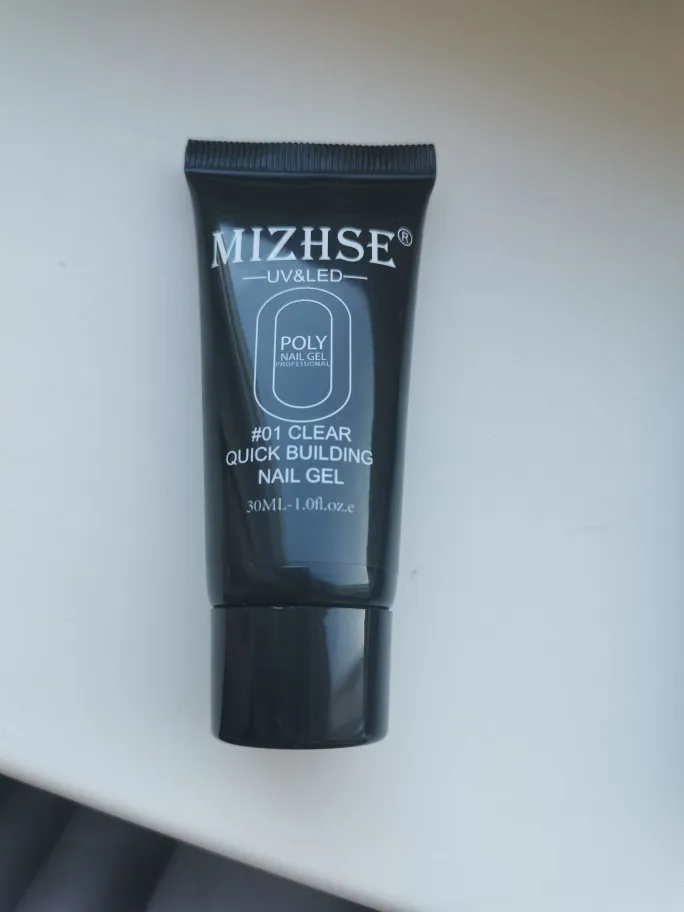 MIZHSE®
—UV&LED—
POLY
NAIL GEL
PROFESSIONAL
#01 CLEAR
QUICK BUILDING
NAIL GEL
30ML-1.0fl.oz.e